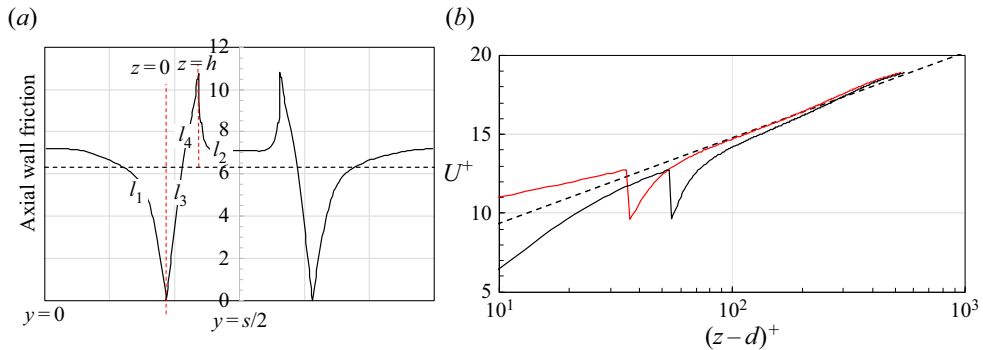 (a)
(b)
Axial wall friction
12
10
8
6
4
2
0
z = 0
z = h
l1
l2
l3
l4
y = 0
y = s/2
U+
20
15
10
5
10^1
10^2
10^3
(z – d)+